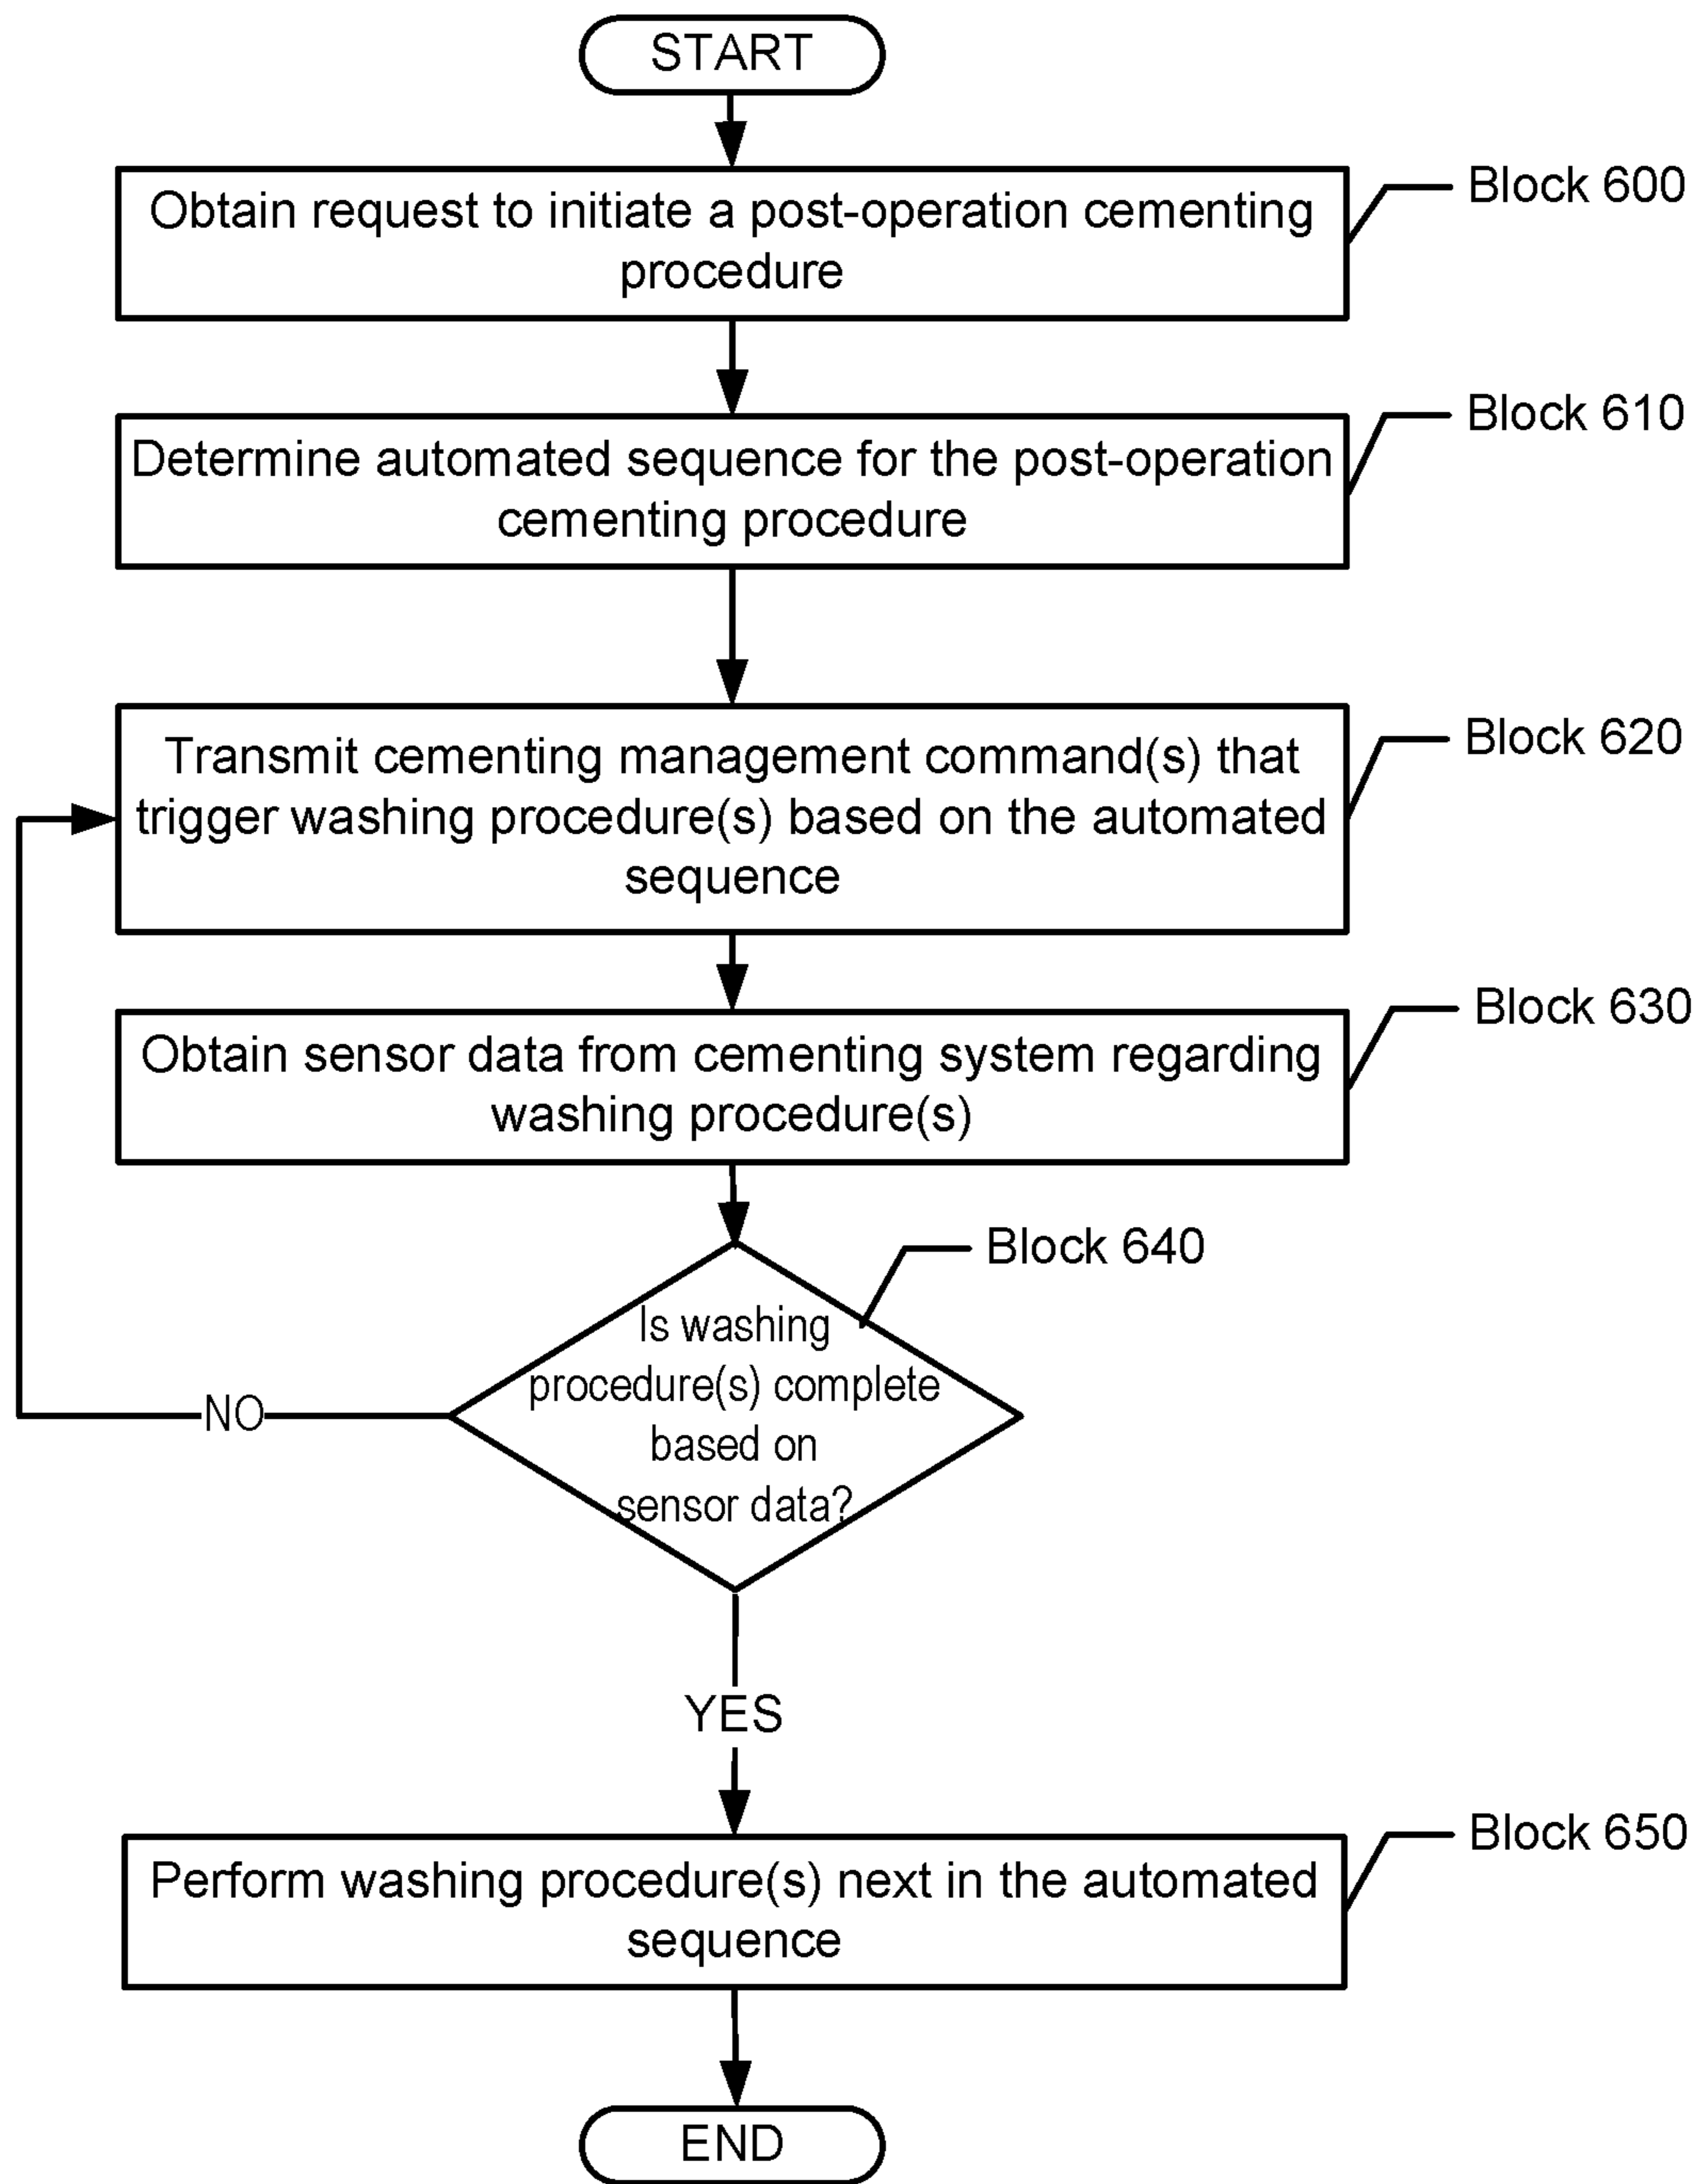 START
Obtain request to initiate a post-operation cementing
procedure
Block 600
Determine automated sequence for the post-operation
cementing procedure
Block 610
Transmit cementing management command(s) that
trigger washing procedure(s) based on the automated
sequence
Block 620
Obtain sensor data from cementing system regarding
washing procedure(s)
Block 630
Is washing
procedure(s) complete
based on
sensor data?
Block 640
NO
YES
Perform washing procedure(s) next in the automated
sequence
Block 650
END